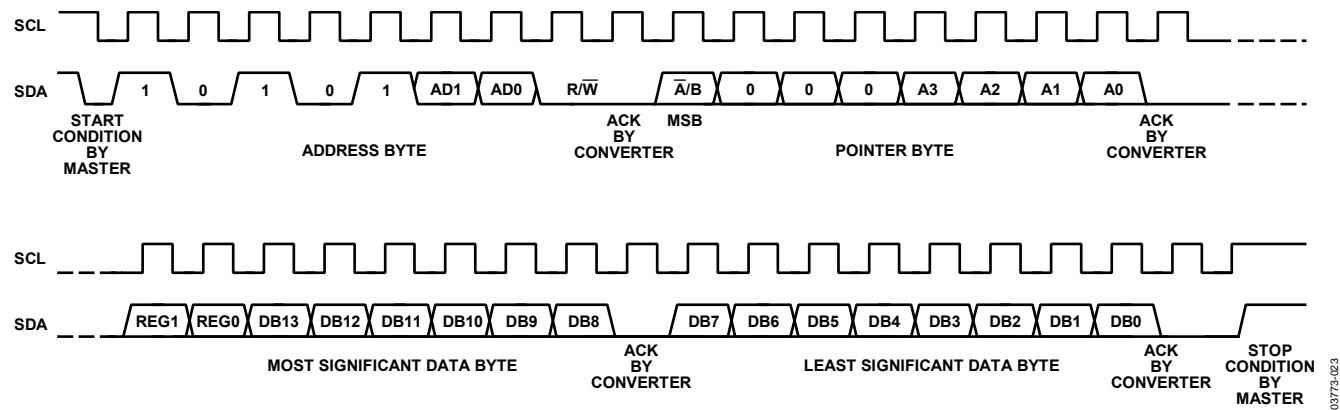 SCL
SDA 1 0 1 0 1 AD1 AD0 R/W̅ A̅/B 0 0 0 A3 A2 A1 A0
START
CONDITION
BY
MASTER
ADDRESS BYTE
ACK
BY
CONVERTER
MSB
POINTER BYTE
ACK
BY
CONVERTER
SCL
SDA REG1 REG0 DB13 DB12 DB11 DB10 DB9 DB8 DB7 DB6 DB5 DB4 DB3 DB2 DB1 DB0
MOST SIGNIFICANT DATA BYTE
ACK
BY
CONVERTER
LEAST SIGNIFICANT DATA BYTE
ACK
BY
CONVERTER
STOP
CONDITION
BY
MASTER
03773-023